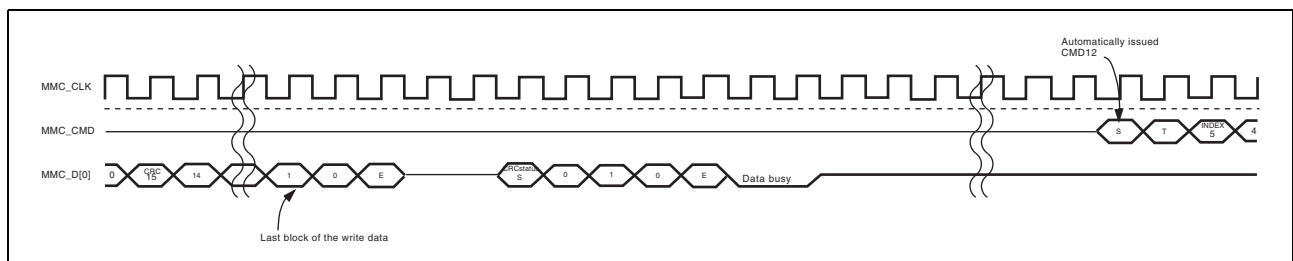 Automatically issued
CMD12
MMC_CLK
MMC_CMD
S
T
INDEX
5
4
MMC_D[0]
0
CRC
15
14
1
0
E
CRCstatus
S
0
1
0
E
Data busy
Last block of the write data